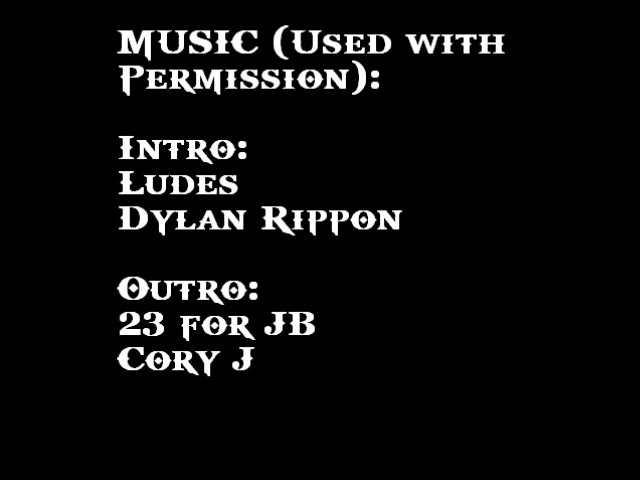 MUSIC (Used with
Permission):
Intro:
Ludes
Dylan Rippon
Outro:
23 for JB
Cory J